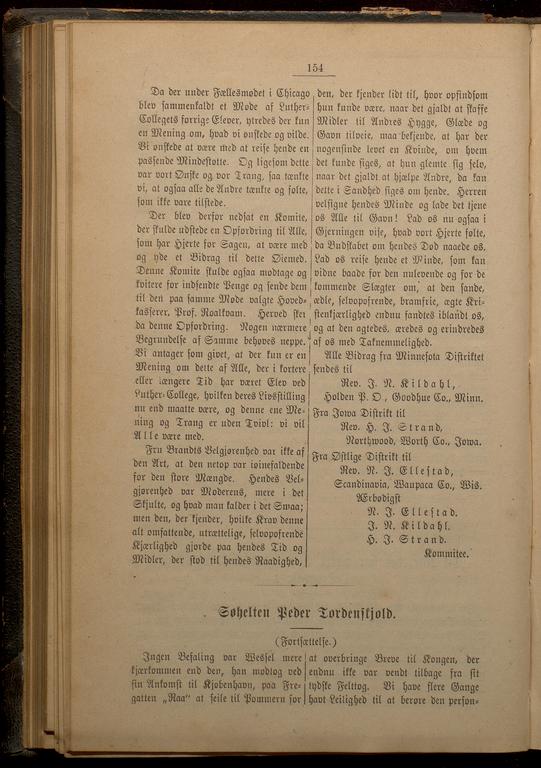 154
Da der under Fællesmødet i Chicago
blev sammenkaldt et Møde af Luther-
Collegets forrige Elever, ytredes der kun
en Mening om, hvad vi ønskede og vilde.
Vi ønskede at være med at reise hende en
passende Mindestøtte. Og ligesom dette
var vort Ønske og vor Trang, saa tænkte
vi, at ogsaa alle de Andre tænkte og følte,
som ikke vare tilstede.
Der blev derfor nedsat en Komite,
der skulde udstede en Opfordring til Alle,
som har Hjerte for Sagen, at være med
og yde et Bidrag til dette Øiemed.
Denne Komite skulde ogsaa modtage og
kvitere for indsendte Penge og sende dem
til den paa samme Møde valgte Hoved-
kasserer, Prof. Roalkvam. Herved sker
da denne Opfordring. Nogen nærmere
Begrundelse af Samme behøves neppe.
Vi antager som givet, at der kun er en
Mening om dette af Alle, der i kortere
eller længere Tid har været Elev ved
Luther-College, hvilken deres Livsstilling
nu end maatte være, og denne ene Me-
ning og Trang er uden Tvivl: vi vil
Alle være med.
Fru Brandts Velgjørenhed var ikke af
den Art, at den netop var iøinefaldende
for den store Mængde. Hendes Vel-
gjørenhed var Moderens, mere i det
Skjulte, og hvad man kalder i det Smaa;
men den, der kjender, hvilke Krav denne
alt omfattende, utrættelige, selvopofrende
Kjærlighed gjorde paa hendes Tid og
Midler, der stod til hendes Raadighed,
den, der kjender lidt til, hvor opfindsom
hun kunde være, naar det gjaldt at skaffe
Midler til Andres Hygge, Glæde og
Gavn tilveie, maa bekjende, at har der
nogensinde levet en Kvinde, om hvem
det kunde siges, at hun glemte sig selv,
naar det gjaldt at hjælpe Andre, da kan
dette i Sandhed siges om hende. Herren
velsigne hendes Minde og lade det tjene
os Alle til Gavn! Lad os nu ogsaa i
Gjerningen vise, hvad vort Hjerte følte,
da Budskabet om hendes Død naaede os.
Lad os reise hende et Minde, som kan
vidne baade for den nulevende og for de
kommende Slægter om, at den sande,
ædle, selvopofrende, bramfrie, ægte Kri-
stenkjærlighed endnu fandtes iblandt os,
og at den agtedes, æredes og erindredes
af os med Taknemmelighed.
Alle Bidrag fra Minnesota Distriktet
sendes til
Rev. J. N. Kildahl,
Holden P. O., Goodhue Co., Minn.
Fra Iowa Distrikt til
Rev. H. J. Strand,
Northwood, Worth Co., Iowa.
Fra Østlige Distrikt til
Rev. N. J. Ellestad,
Scandinavia, Waupaca Co., Wis.
Ærbødigst
N. J. Ellestad.
J. N. Kildahl.
H. J. Strand.
Kommitee.
Søhelten Peder Tordenskjold.
(Fortsættelse.)
Ingen Befaling var Wessel mere
kjærkommen end den, han modtog ved
sin Ankomst til Kjøbenhavn, paa Fre-
gatten „Raa“ at seile til Pommern for
at overbringe Breve til Kongen, der
endnu ikke var vendt tilbage fra sit
tydske Felttog. Vi have flere Gange
havt Leilighed til at berøre den person-